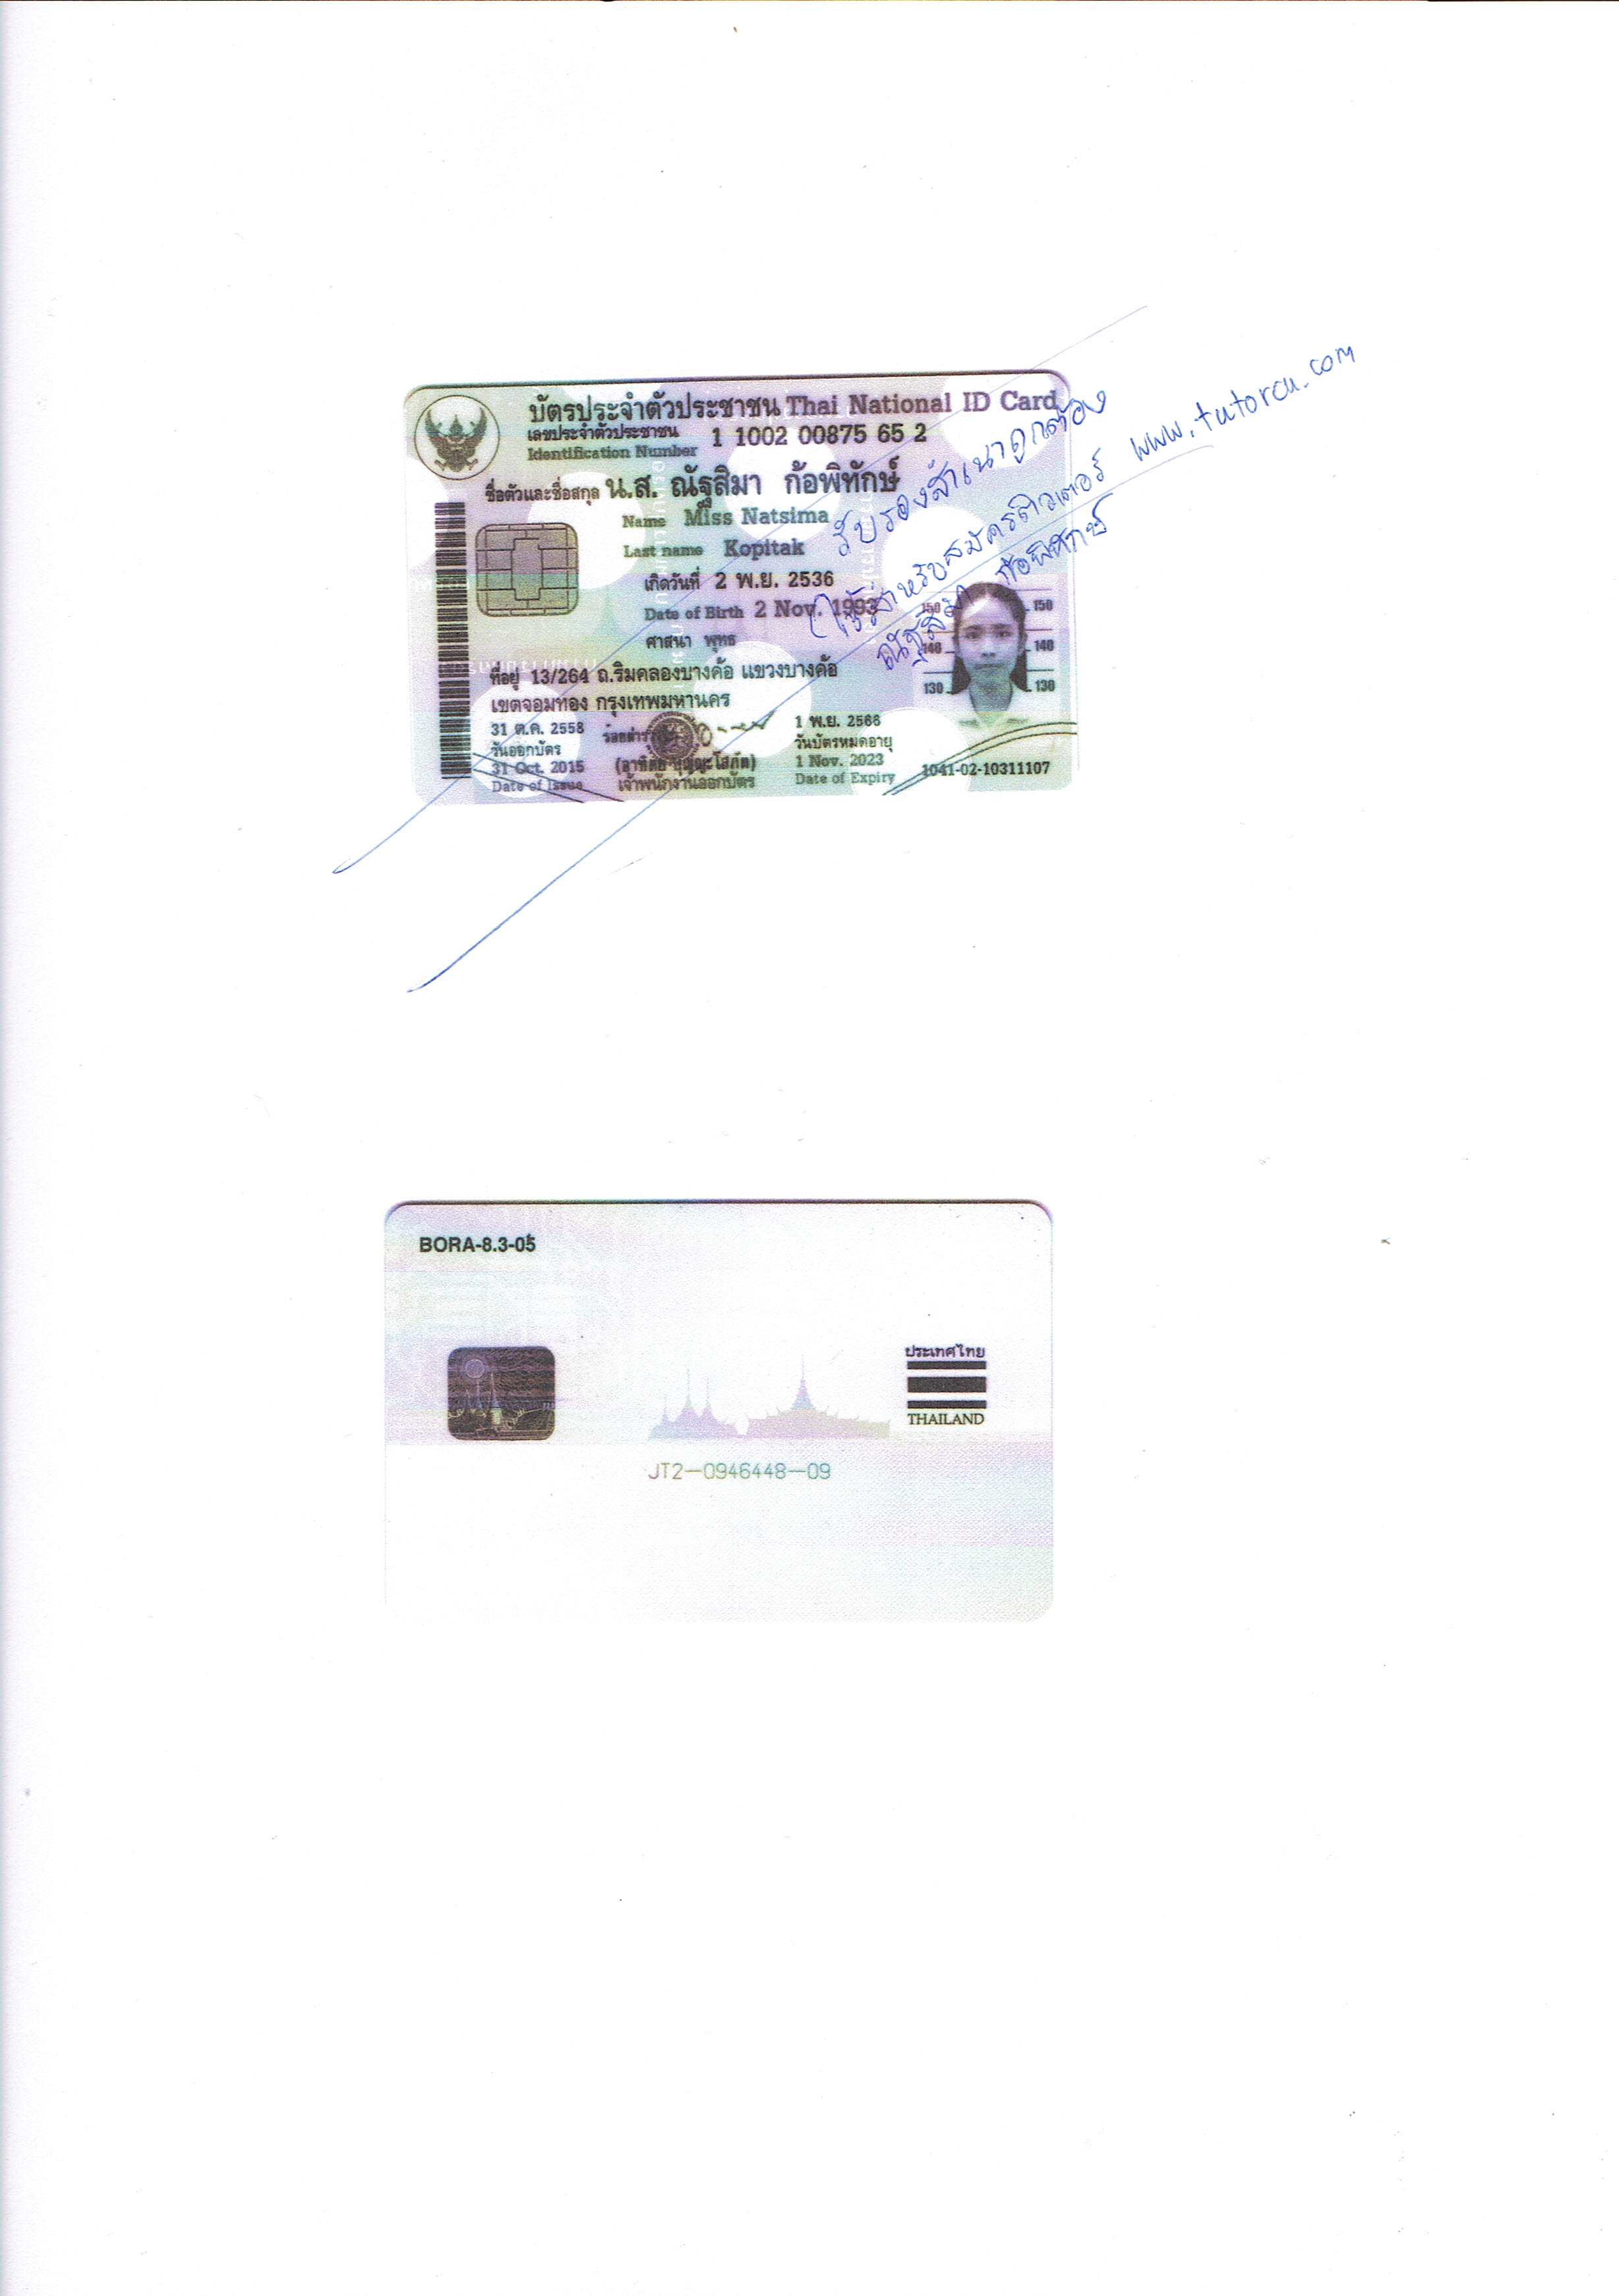 บัตรประจำตัวประชาชน Thai National ID Card
เลขประจำตัวประชาชน
Identification Number 1 1002 00875 65 2
ชื่อตัวและชื่อสกุล น.ส. ณัฐสิมา ก้อพิทักษ์
Name Miss Natsima
Last name Kopitak
เกิดวันที่ 2 พ.ย. 2536
Date of Birth 2 Nov. 1993
ศาสนา พุทธ
ที่อยู่ 13/264 ถ.ริมคลองบางค้อ แขวงบางค้อ
เขตจอมทอง กรุงเทพมหานคร
31 ต.ค. 2558
วันออกบัตร
31 Oct. 2015
Date of Issue
เจ้าพนักงานออกบัตร
1 พ.ย. 2566
วันบัตรหมดอายุ
1 Nov. 2023
Date of Expiry
150 150
140 140
130 130
1041-02-10311107
รับรองสำเนาถูกต้อง
(ใช้สำหรับสมัครติวเตอร์ www.tutorcu.com
ณัฐสิมา ก้อพิทักษ์
BORA-8.3-05
ประเทศไทย
THAILAND
JT2-0946448-09